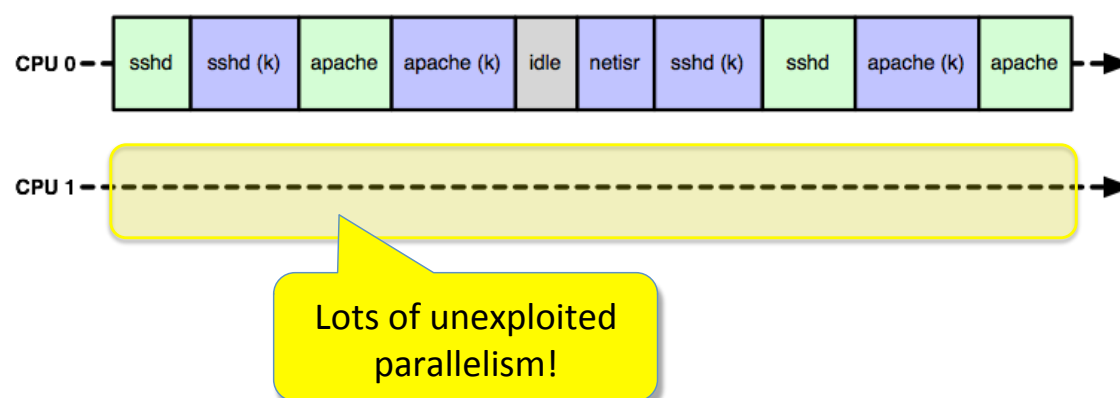 CPU 0 sshd sshd (k) apache apache (k) idle netisr sshd (k) sshd apache (k) apache
CPU 1
Lots of unexploited
parallelism!